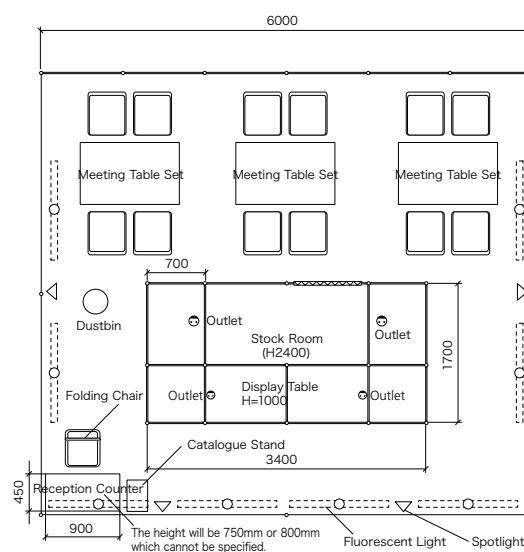 6000
Meeting Table Set
Meeting Table Set
Meeting Table Set
700
Dustbin
Outlet
Outlet
Stock Room
(H2400)
1700
Folding Chair
Outlet
Display Table
H=1000
Outlet
Catalogue Stand
3400
450
Reception Counter
900
The height will be 750mm or 800mm
which cannot be specified.
Fluorescent Light
Spotlight